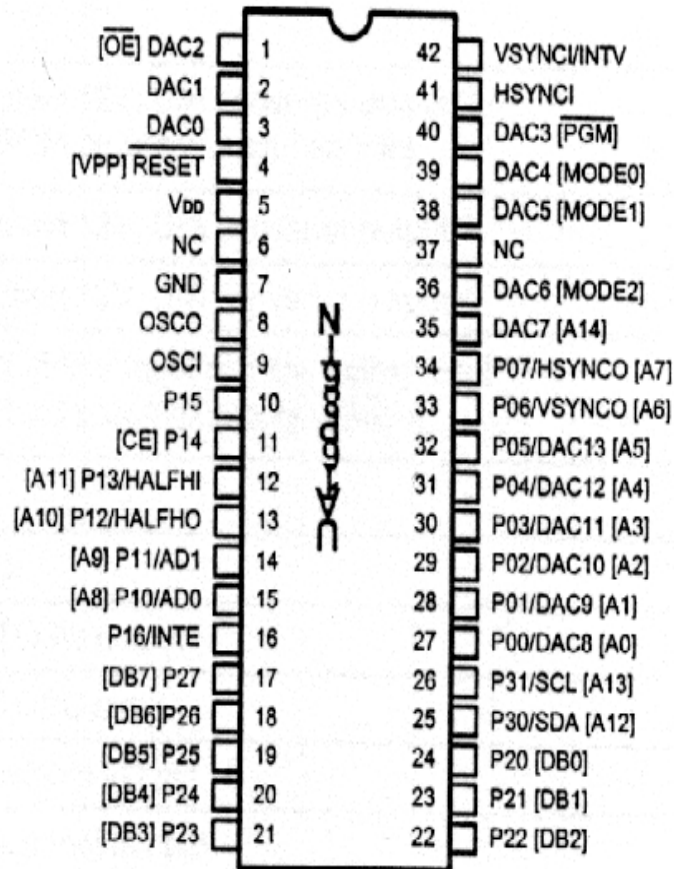 [OE] DAC2 1 42 VSYNCI/INTV
DAC1 2 41 HSYNCI
DAC0 3 40 DAC3 [PGM]
[VPP] RESET 4 39 DAC4 [MODE0]
VDD 5 38 DAC5 [MODE1]
NC 6 37 NC
GND 7 36 DAC6 [MODE2]
OSCO 8 35 DAC7 [A14]
OSCI 9 34 P07/HSYNCO [A7]
P15 10 33 P06/VSYNCO [A6]
[CE] P14 11 32 P05/DAC13 [A5]
[A11] P13/HALFHI 12 31 P04/DAC12 [A4]
[A10] P12/HALFHO 13 30 P03/DAC11 [A3]
[A9] P11/AD1 14 29 P02/DAC10 [A2]
[A8] P10/AD0 15 28 P01/DAC9 [A1]
P16/INTE 16 27 P00/DAC8 [A0]
[DB7] P27 17 26 P31/SCL [A13]
[DB6]P26 18 25 P30/SDA [A12]
[DB5] P25 19 24 P20 [DB0]
[DB4] P24 20 23 P21 [DB1]
[DB3] P23 21 22 P22 [DB2]